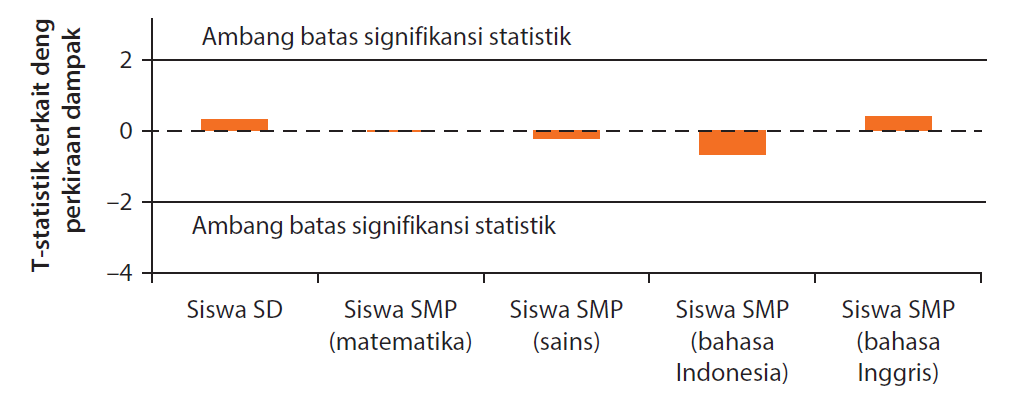 T-statistik terkait deng
perkiraan dampak
Ambang batas signifikansi statistik
2
0
–2
Ambang batas signifikansi statistik
–4
Siswa SD
Siswa SMP
(matematika)
Siswa SMP
(sains)
Siswa SMP
(bahasa
Indonesia)
Siswa SMP
(bahasa
Inggris)